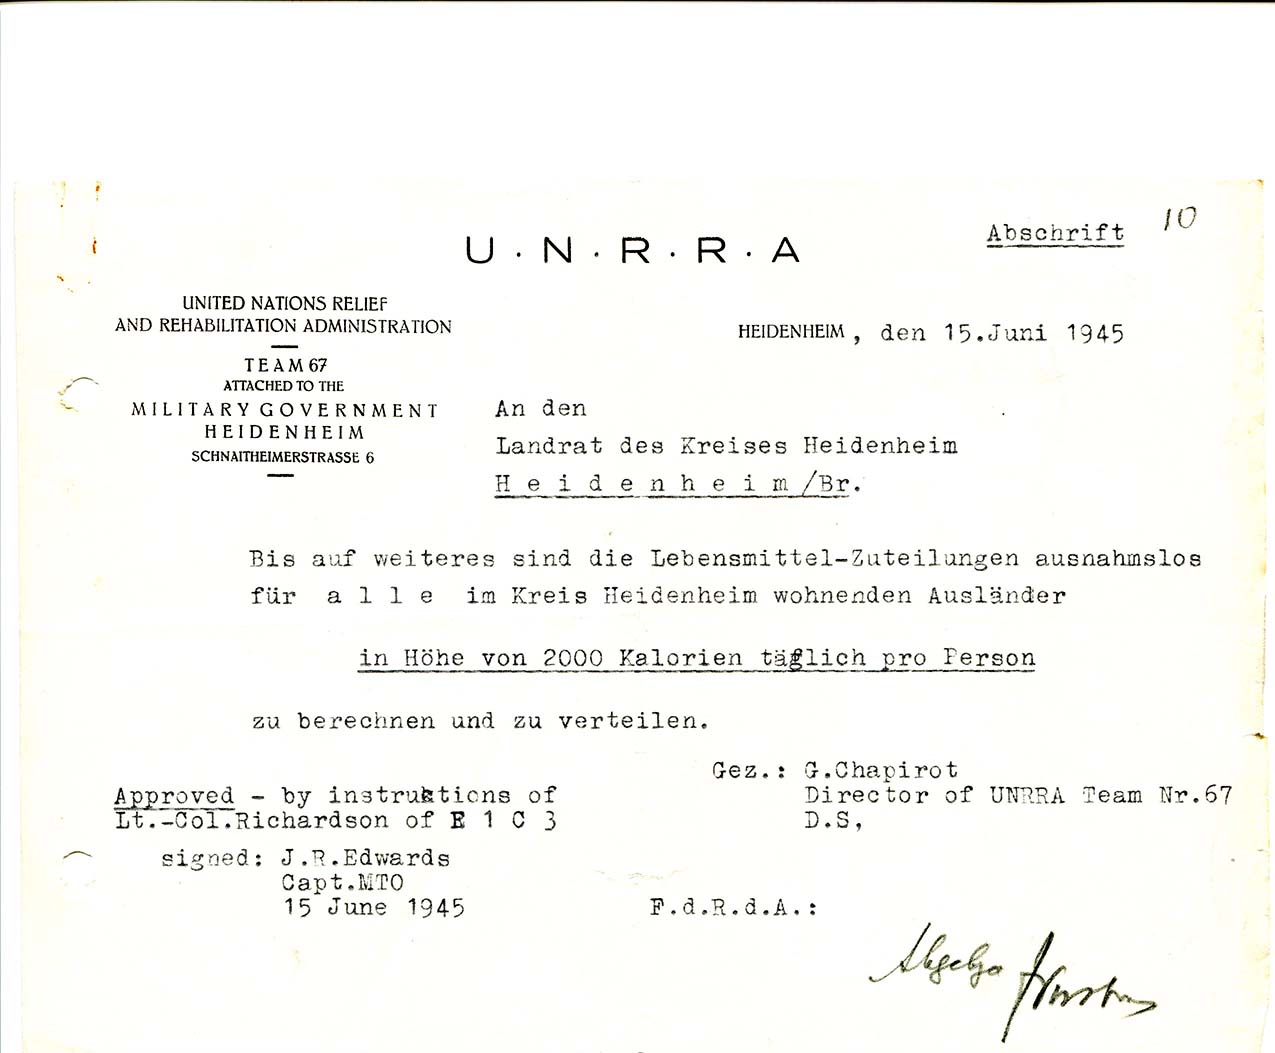 Abschrift 10
U.N.R.R.A
UNITED NATIONS RELIEF
AND REHABILITATION ADMINISTRATION
TEAM 67
ATTACHED TO THE
MILITARY GOVERNMENT
HEIDENHEIM
SCHNAITHEIMERSTRASSE 6
HEIDENHEIM, den 15.Juni 1945
An den
Landrat des Kreises Heidenheim
H e i d e n h e i m /Br.
Bis auf weiteres sind die Lebensmittel-Zuteilungen ausnahmslos
für a l l e im Kreis Heidenheim wohnenden Ausländer
in Höhe von 2000 Kalorien täglich pro Person
zu berechnen und zu verteilen.
Gez.: G.Chapirot
Director of UNRRA Team Nr.67
D.S,
Approved - by instruktions of
Lt.-Col.Richardson of E 1 C 3
signed: J.R.Edwards
Capt.MTO
15 June 1945
F.d.R.d.A.: